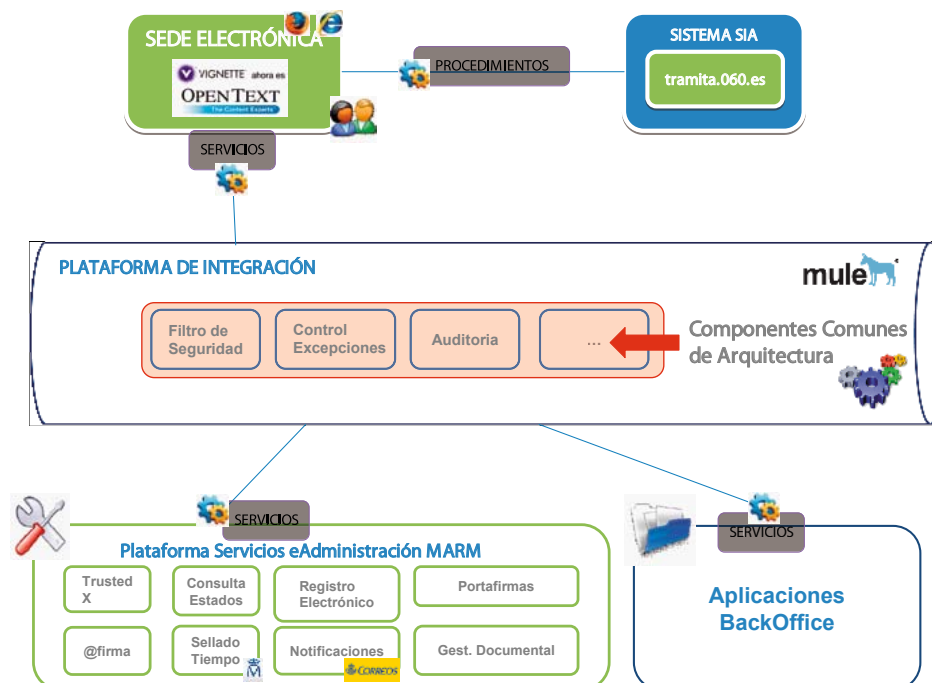 SEDE ELECTRÓNICA
VIGNETTE ahora es
OPENTEXT
The Content Experts
PROCEDIMIENTOS
SISTEMA SIA
tramita.060.es
SERVICIOS
PLATAFORMA DE INTEGRACIÓN
mule
Filtro de
Seguridad
Control
Excepciones
Auditoria
...
Componentes Comunes
de Arquitectura
SERVICIOS
SERVICIOS
Plataforma Servicios eAdministración MARM
Trusted
X
Consulta
Estados
Registro
Electrónico
Portafirmas
@firma
Sellado
Tiempo
Notificaciones
CORREOS
Gest. Documental
Aplicaciones
BackOffice